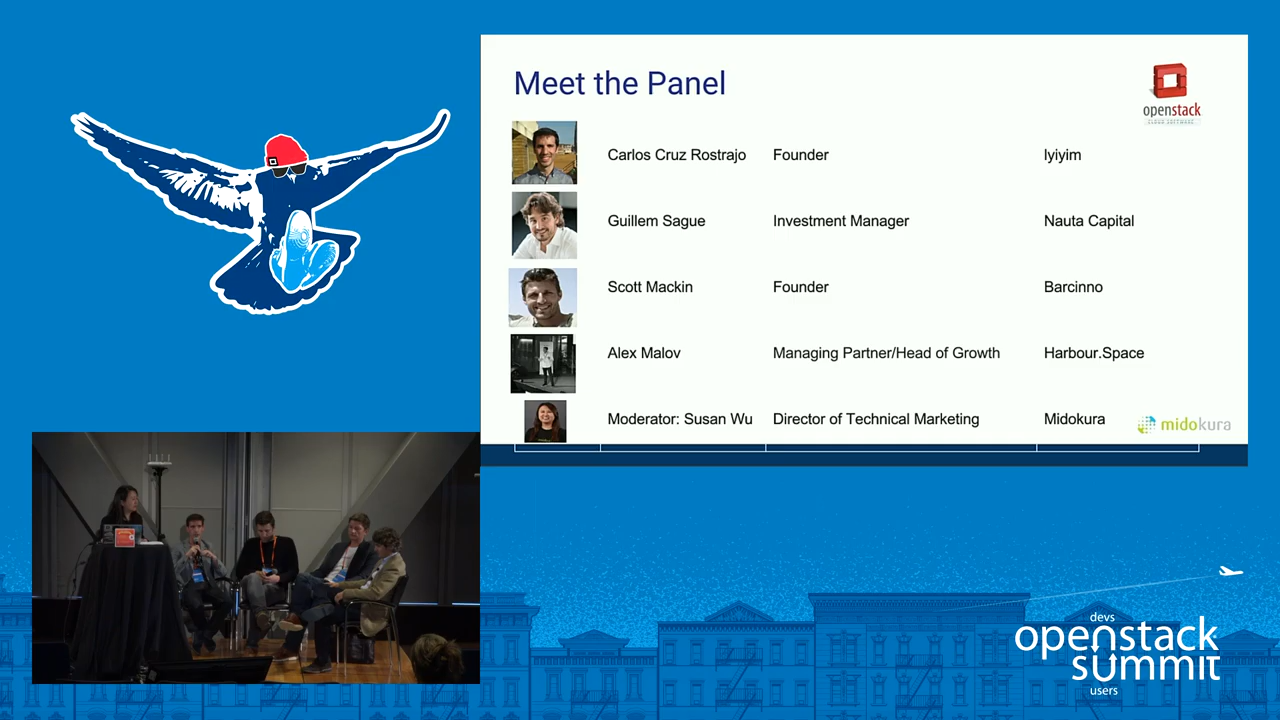 Meet the Panel
openstack
CLOUD SOFTWARE
Carlos Cruz Rostrajo Founder Iyiyim
Guillem Sague Investment Manager Nauta Capital
Scott Mackin Founder Barcinno
Alex Malov Managing Partner/Head of Growth Harbour.Space
Moderator: Susan Wu Director of Technical Marketing Midokura
midokura
devs
openstack
summit
users